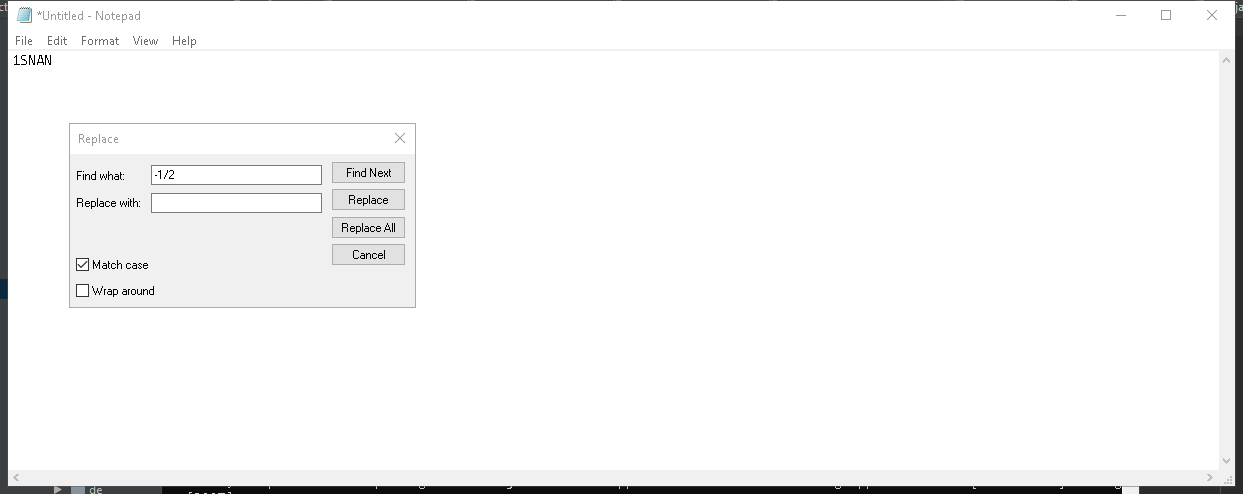 *Untitled - Notepad
File Edit Format View Help
1SNAN
Replace
Find what: -1/2 Find Next
Replace with: Replace
Replace All
Cancel
Match case
Wrap around
de